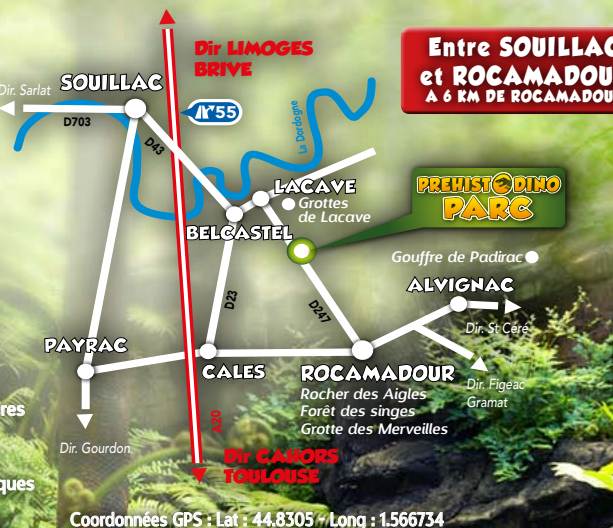 Dir LIMOGES
BRIVE
Entre SOUILLAC
et ROCAMADOUR
A 6 KM DE ROCAMADOUR
Dir. Sarlat
SOUILLAC
N° 55
D703
D43
La Dordogne
LACAVE
Grottes
de Lacave
PREHISTO DINO
PARC
BELCASTEL
Gouffre de Padirac
ALVIGNAC
D23
D247
Dir. St Céré
PAYRAC
CALES
ROCAMADOUR
Rocher des Aigles
Forêt des singes
Grotte des Merveilles
Dir. Figeac
Gramat
res
A20
Dir. Gourdon
Dir CAHORS
TOULOUSE
ques
Coordonnées GPS : Lat : 44.8305 - Long : 1.566734